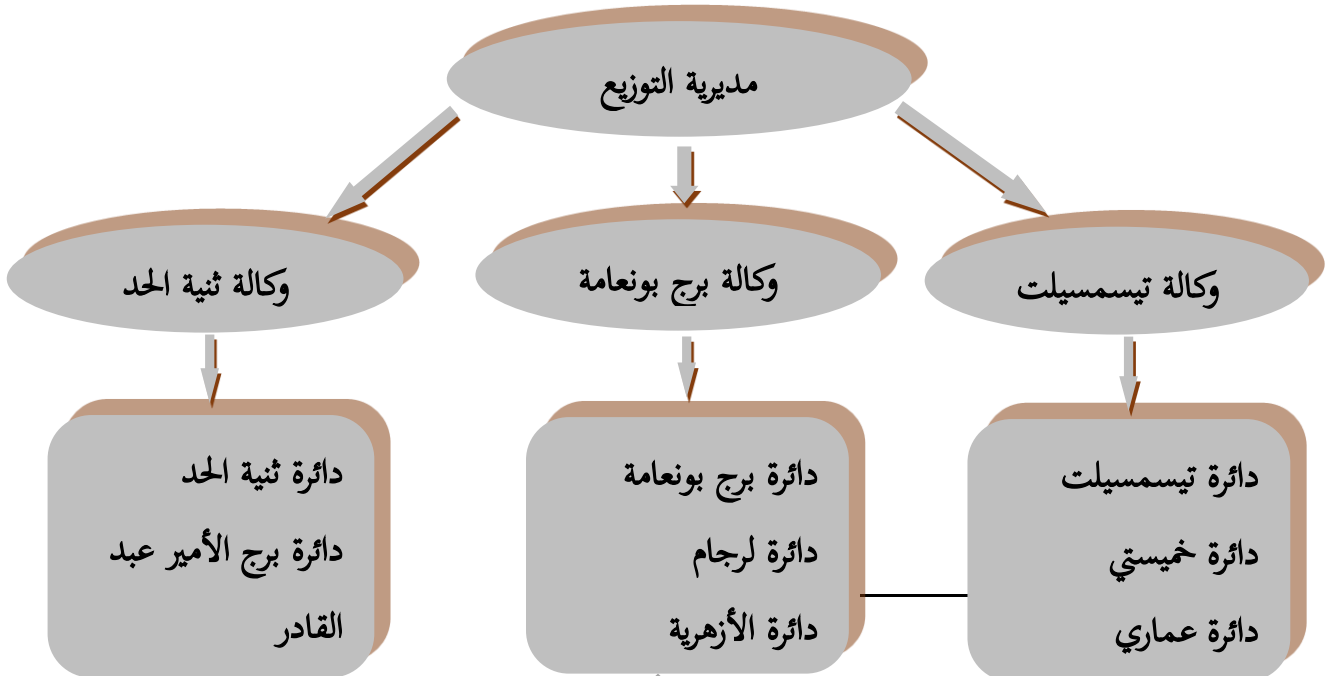 مديرية التوزيع
وكالة تيسمسيلت
وكالة برج بونعامة
وكالة ثنية الحد
دائرة تيسمسيلت
دائرة خميستي
دائرة عماري
دائرة برج بونعامة
دائرة لرجام
دائرة الأزهرية
دائرة ثنية الحد
دائرة برج الأمير عبد
القادر